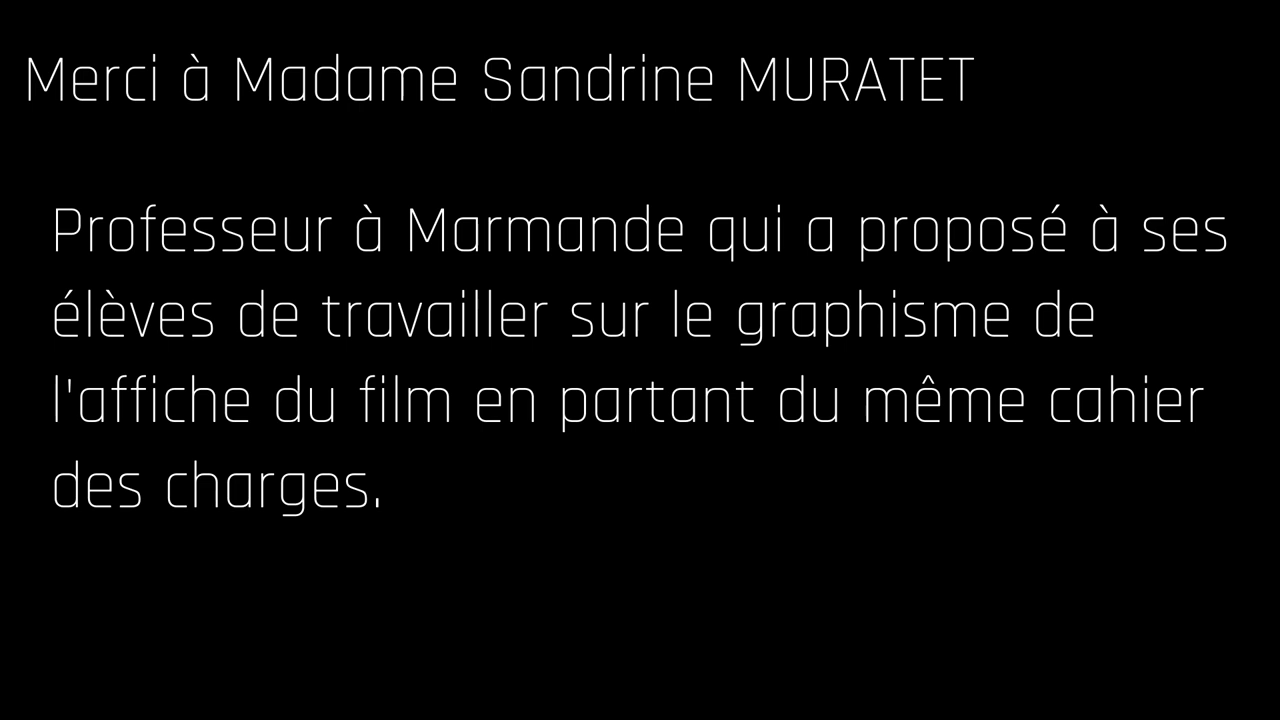 Merci à Madame Sandrine MURATET
Professeur à Marmande qui a proposé à ses
élèves de travailler sur le graphisme de
l'affiche du film en partant du même cahier
des charges.